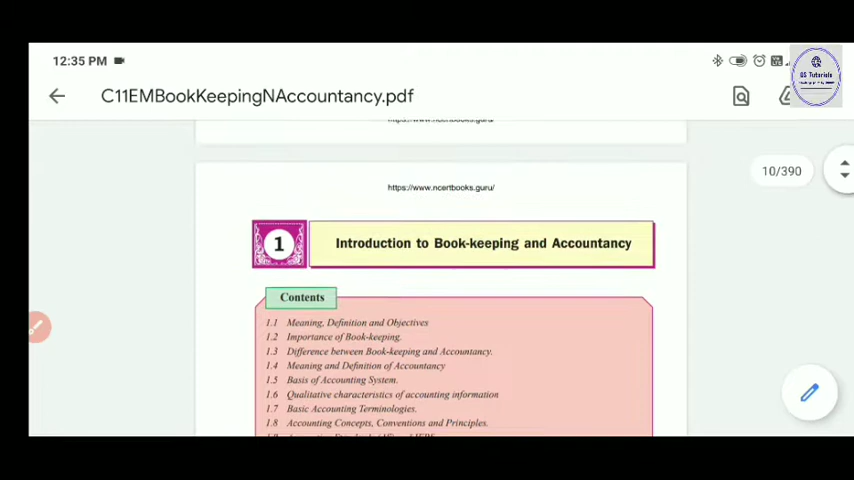 12:35 PM
GS Tutorials
C11EMBookKeepingNAccountancy.pdf
https://www.ncertbooks.guru/
10/390
https://www.ncertbooks.guru/
1 Introduction to Book-keeping and Accountancy
Contents
1.1 Meaning, Definition and Objectives
1.2 Importance of Book-keeping.
1.3 Difference between Book-keeping and Accountancy.
1.4 Meaning and Definition of Accountancy
1.5 Basis of Accounting System.
1.6 Qualitative characteristics of accounting information
1.7 Basic Accounting Terminologies.
1.8 Accounting Concepts, Conventions and Principles.